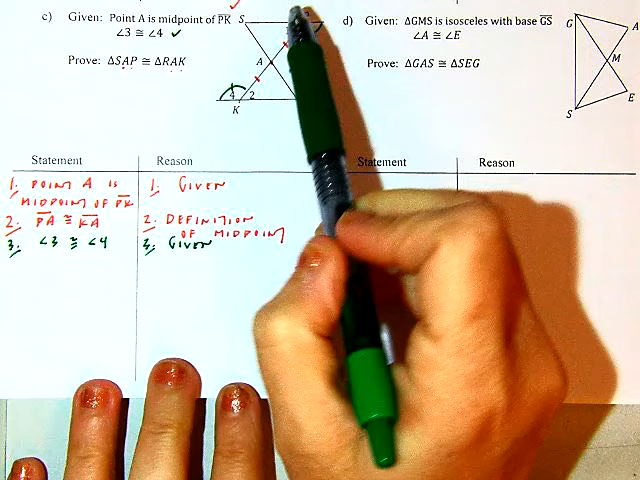 c) Given: Point A is midpoint of PK
∠3 ≅ ∠4 ✓
Prove: ΔSAP ≅ ΔRAK
S
A
4 2
K
d) Given: ΔGMS is isosceles with base GS
∠A ≅ ∠E
Prove: ΔGAS ≅ ΔSEG
G
A
M
E
S
Statement Reason
1. POINT A IS MIDPOINT OF PK
1. GIVEN
2. PA ≅ KA
2. DEFINITION OF MIDPOINT
3. ∠3 ≅ ∠4
3. GIVEN
Statement Reason